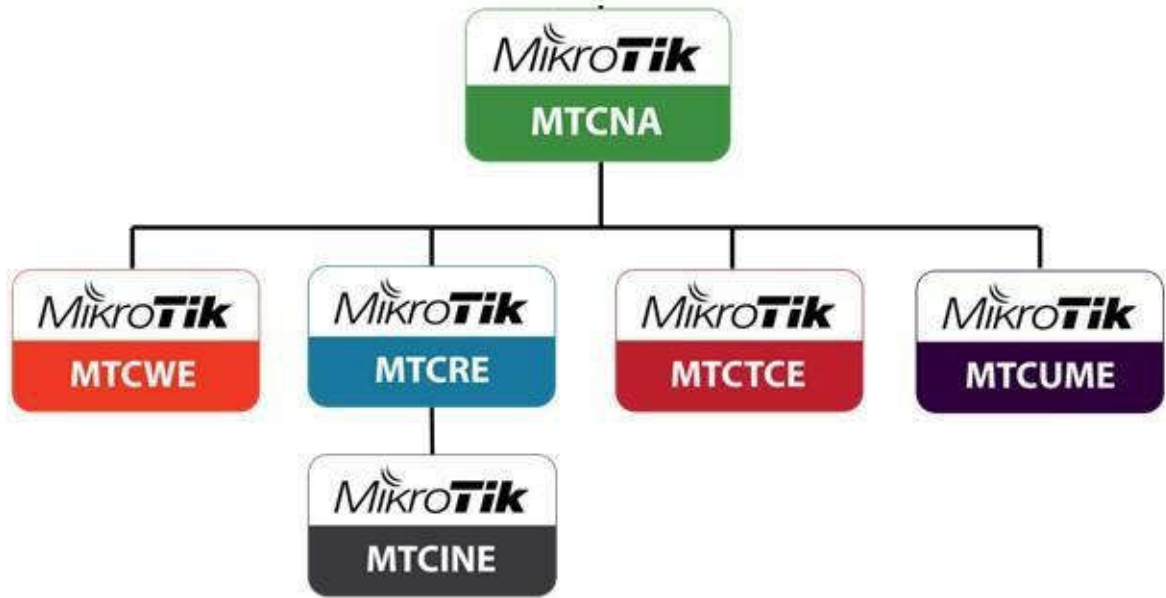 MikroTik
MTCNA
MikroTik
MTCWE
MikroTik
MTCRE
MikroTik
MTCTCE
MikroTik
MTCUME
MikroTik
MTCINE